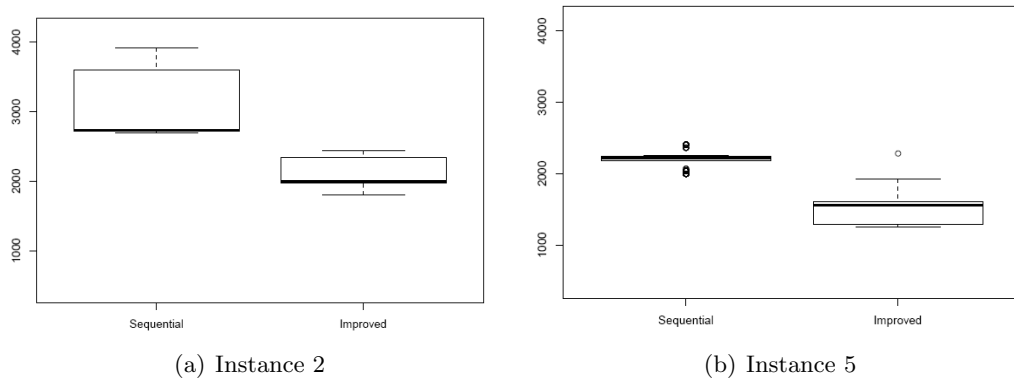 4000
3000
2000
1000
Sequential
Improved
(a) Instance 2
4000
3000
2000
1000
Sequential
Improved
(b) Instance 5